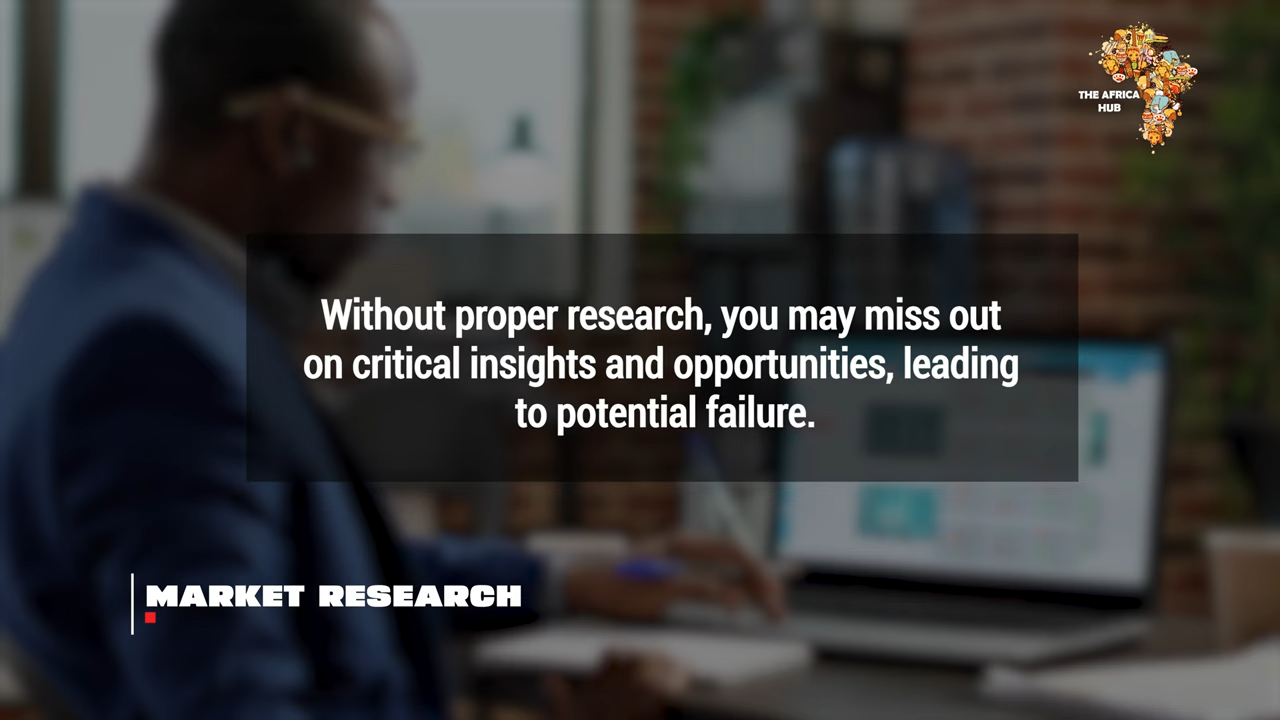 THE AFRICA
HUB
Without proper research, you may miss out
on critical insights and opportunities, leading
to potential failure.
MARKET RESEARCH